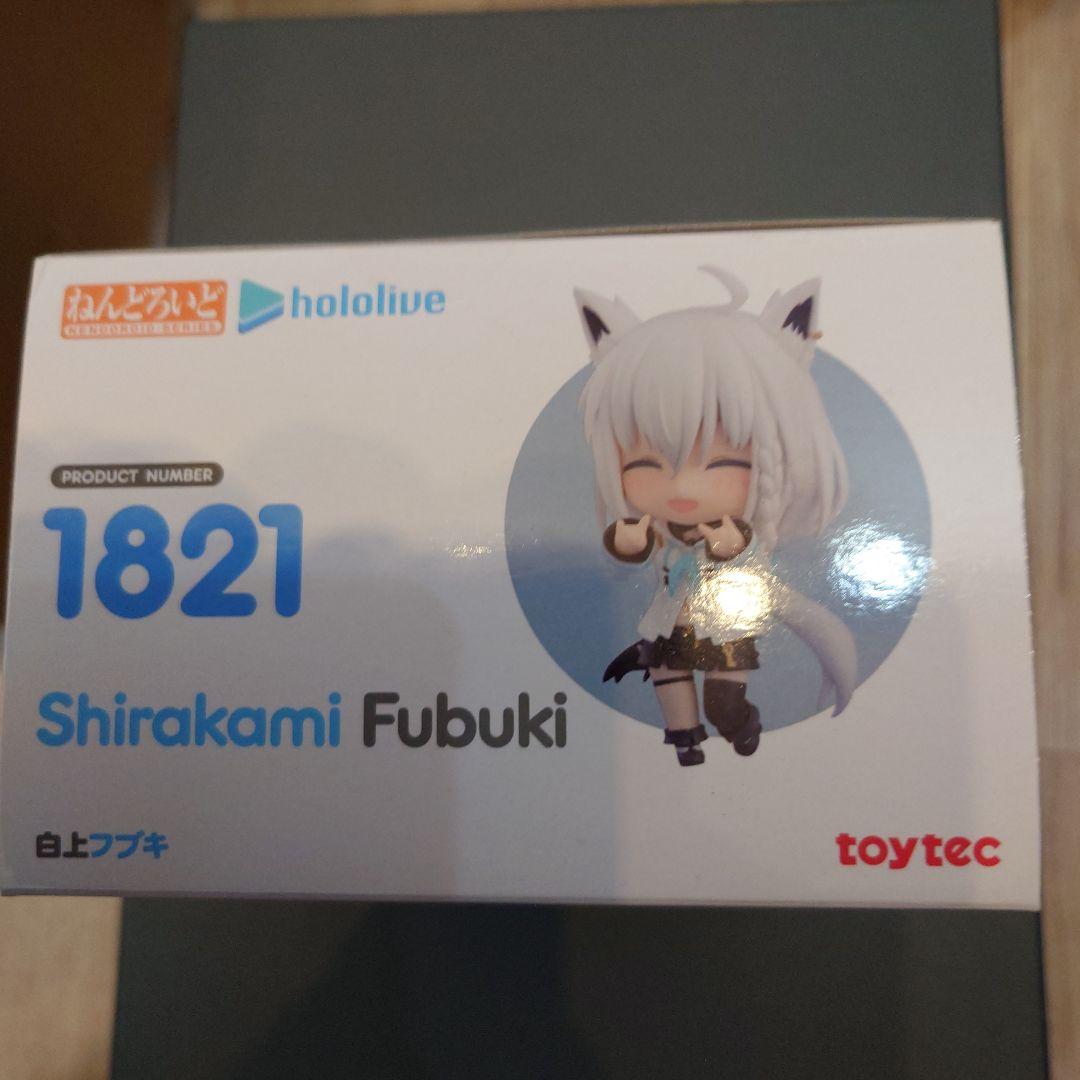 ねんどろいど
NENDOROID SERIES
hololive
PRODUCT NUMBER
1821
Shirakami Fubuki
白上フブキ
toytec